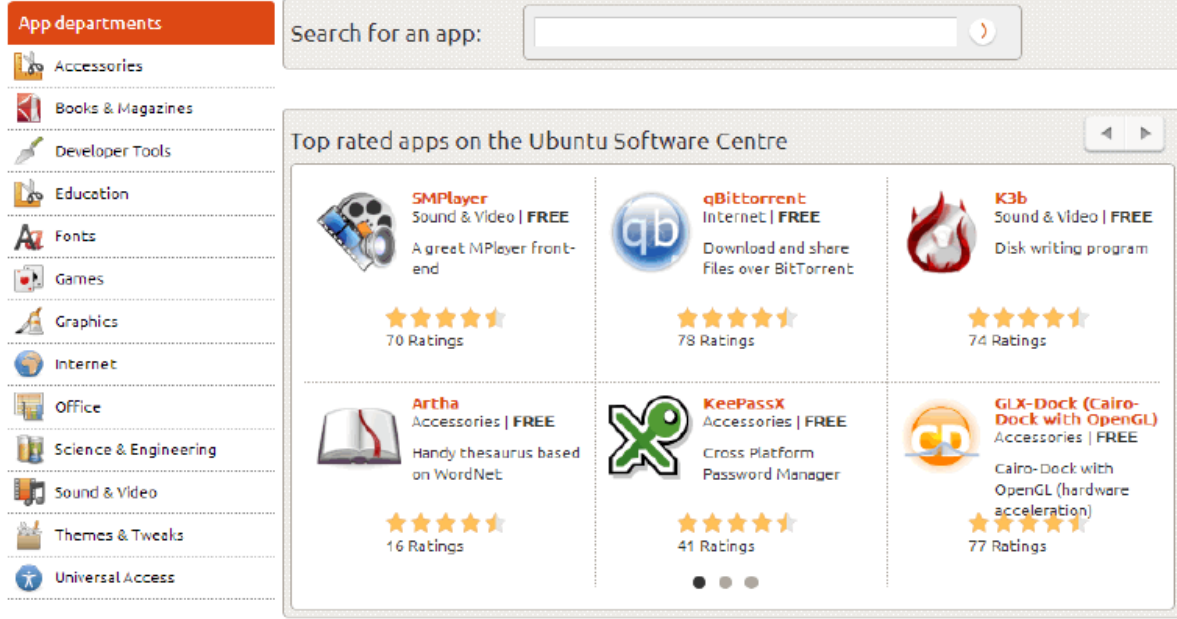 App departments
Accessories
Books & Magazines
Developer Tools
Education
Fonts
Games
Graphics
Internet
Office
Science & Engineering
Sound & Video
Themes & Tweaks
Universal Access
Search for an app:
Top rated apps on the Ubuntu Software Centre
SMPlayer
Sound & Video | FREE
A great MPlayer front-
end
70 Ratings
qb
qBittorrent
Internet | FREE
Download and share
files over BitTorrent
78 Ratings
K3b
Sound & Video | FREE
Disk writing program
74 Ratings
Artha
Accessories | FREE
Handy thesaurus based
on WordNet
16 Ratings
KeePassX
Accessories | FREE
Cross Platform
Password Manager
41 Ratings
CD
GLX-Dock (Cairo-
Dock with OpenGL)
Accessories | FREE
Cairo-Dock with
OpenGL (hardware
acceleration)
77 Ratings